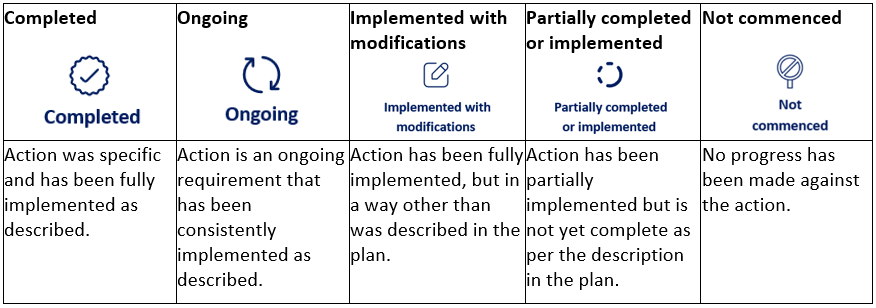 Completed
Ongoing
Implemented with
modifications
Partially completed
or implemented
Not commenced
Completed
Ongoing
Implemented with
modifications
Partially completed
or implemented
Not
commenced
Action was specific
and has been fully
implemented as
described.
Action is an ongoing
requirement that
has been
consistently
implemented as
described.
Action has been fully
implemented, but in
a way other than
was described in the
plan.
Action has been
partially
implemented but is
not yet complete as
per the description
in the plan.
No progress has
been made against
the action.